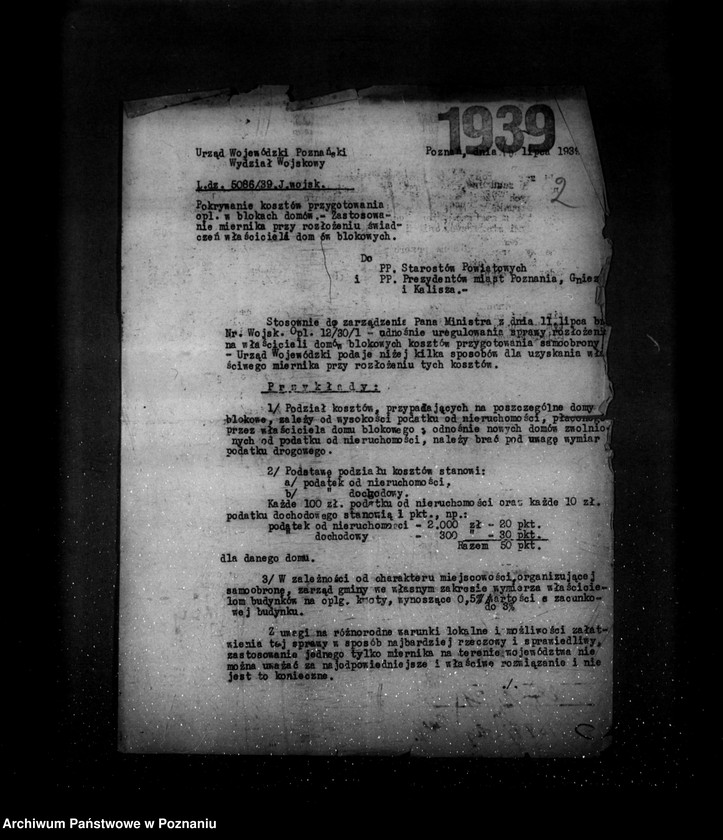 1939
Urząd Wojewódzki Poznański
Wydział Wojskowy
Poznań, dnia lipca 193
L.dz. 5086/39.J.wojsk.
2
Pokrywanie kosztów przygotowania
opl. w blokach domów.- Zastosowa-
nie miernika przy rozłożeniu świad-
czeń właścicieli dom ów blokowych.
Do
PP. Starostów Powiatowych
i PP. Prezydentów miast Poznania, Gniez
i Kalisza.-
Stosownie do zarządzenia Pana Ministra z dnia 11.lipca
Nr. Wojsk. Opl. 12/30/1 - odnośnie uregulowania sprawy rozłożeni
na właścicieli domów blokowych kosztów przygotowania samoobrony
- Urząd Wojewódzki podaje niżej kilka sposobów dla uzyskania wła
ściwego miernika przy rozłożeniu tych kosztów.
P r z y k ł a d y :
1/ Podział kosztów, przypadających na poszczególne domy
blokowe, zależy od wysokości podatku od nieruchomości,
przez właściciela domu blokowego ; odnośnie nowych domów zwolnio-
nych od podatku od nieruchomości, należy brać pod uwagę wymiar
podatku drogowego.
2/ Podstawę podziału kosztów stanowi:
a/ podatek od nieruchomości,
b/ " dochodowy.
Każde 100 zł. podatku od nieruchomości oraz każde 10 zł.
podatku dochodowego stanowią 1 pkt., np.:
podatek od nieruchomości - 2.000 zł - 20 pkt.
" dochodowy - 300 " - 30 pkt.
Razem 50 pkt.
dla danego domu.
3/ W zależności od charakteru miejscowości, organizującej
samoobronę, zarząd gminy we własnym zakresie wymierza właścicie-
lom budynków na oplg. kwoty, wynoszące 0,5% wartości s zacunko-
do 3%
wej budynku.
Z uwagi na różnorodne warunki lokalne i możliwości załat-
wienia tej sprawy w sposób najbardziej rzeczowy i sprawiedliwy,
zastosowanie jednego tylko miernika na terenie województwa nie
można uważać za najodpowiedniejsze i właściwe rozwiązanie i nie
jest to konieczne.
./.
Archiwum Państwowe w Poznaniu